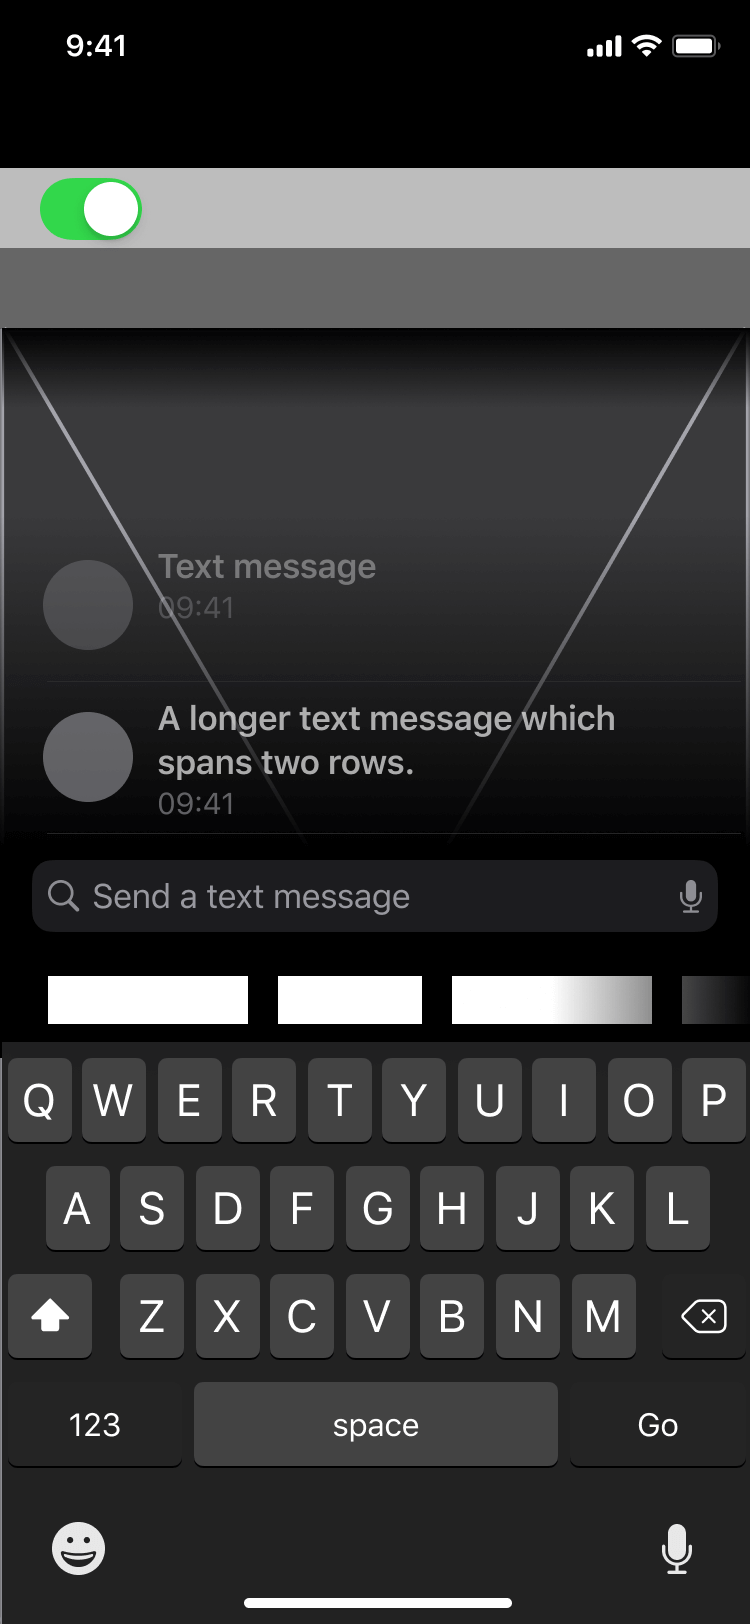 9:41
Text message
09:41
A longer text message which
spans two rows.
09:41
Send a text message
Q W E R T Y U I O P
A S D F G H J K L
Z X C V B N M
123 space Go